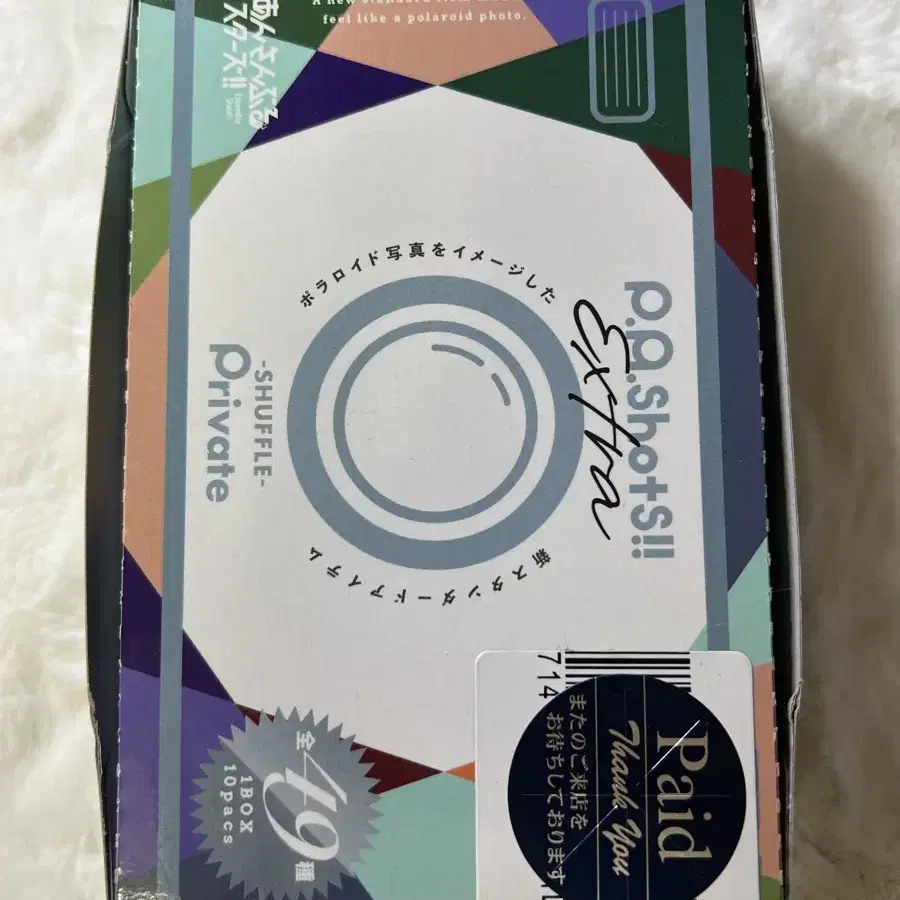 あんさんぶる
スターズ!!
Ensemble
Stars!!
feel like a polaroid photo.
P.A.ShotS!!
Extra
ポラロイド写真をイメージした
新スタンダードアイテム
-SHUFFLE-
Private
全49種
1BOX
10pacs
714
Paid
Thank You
またのご来店を
お待ちしております